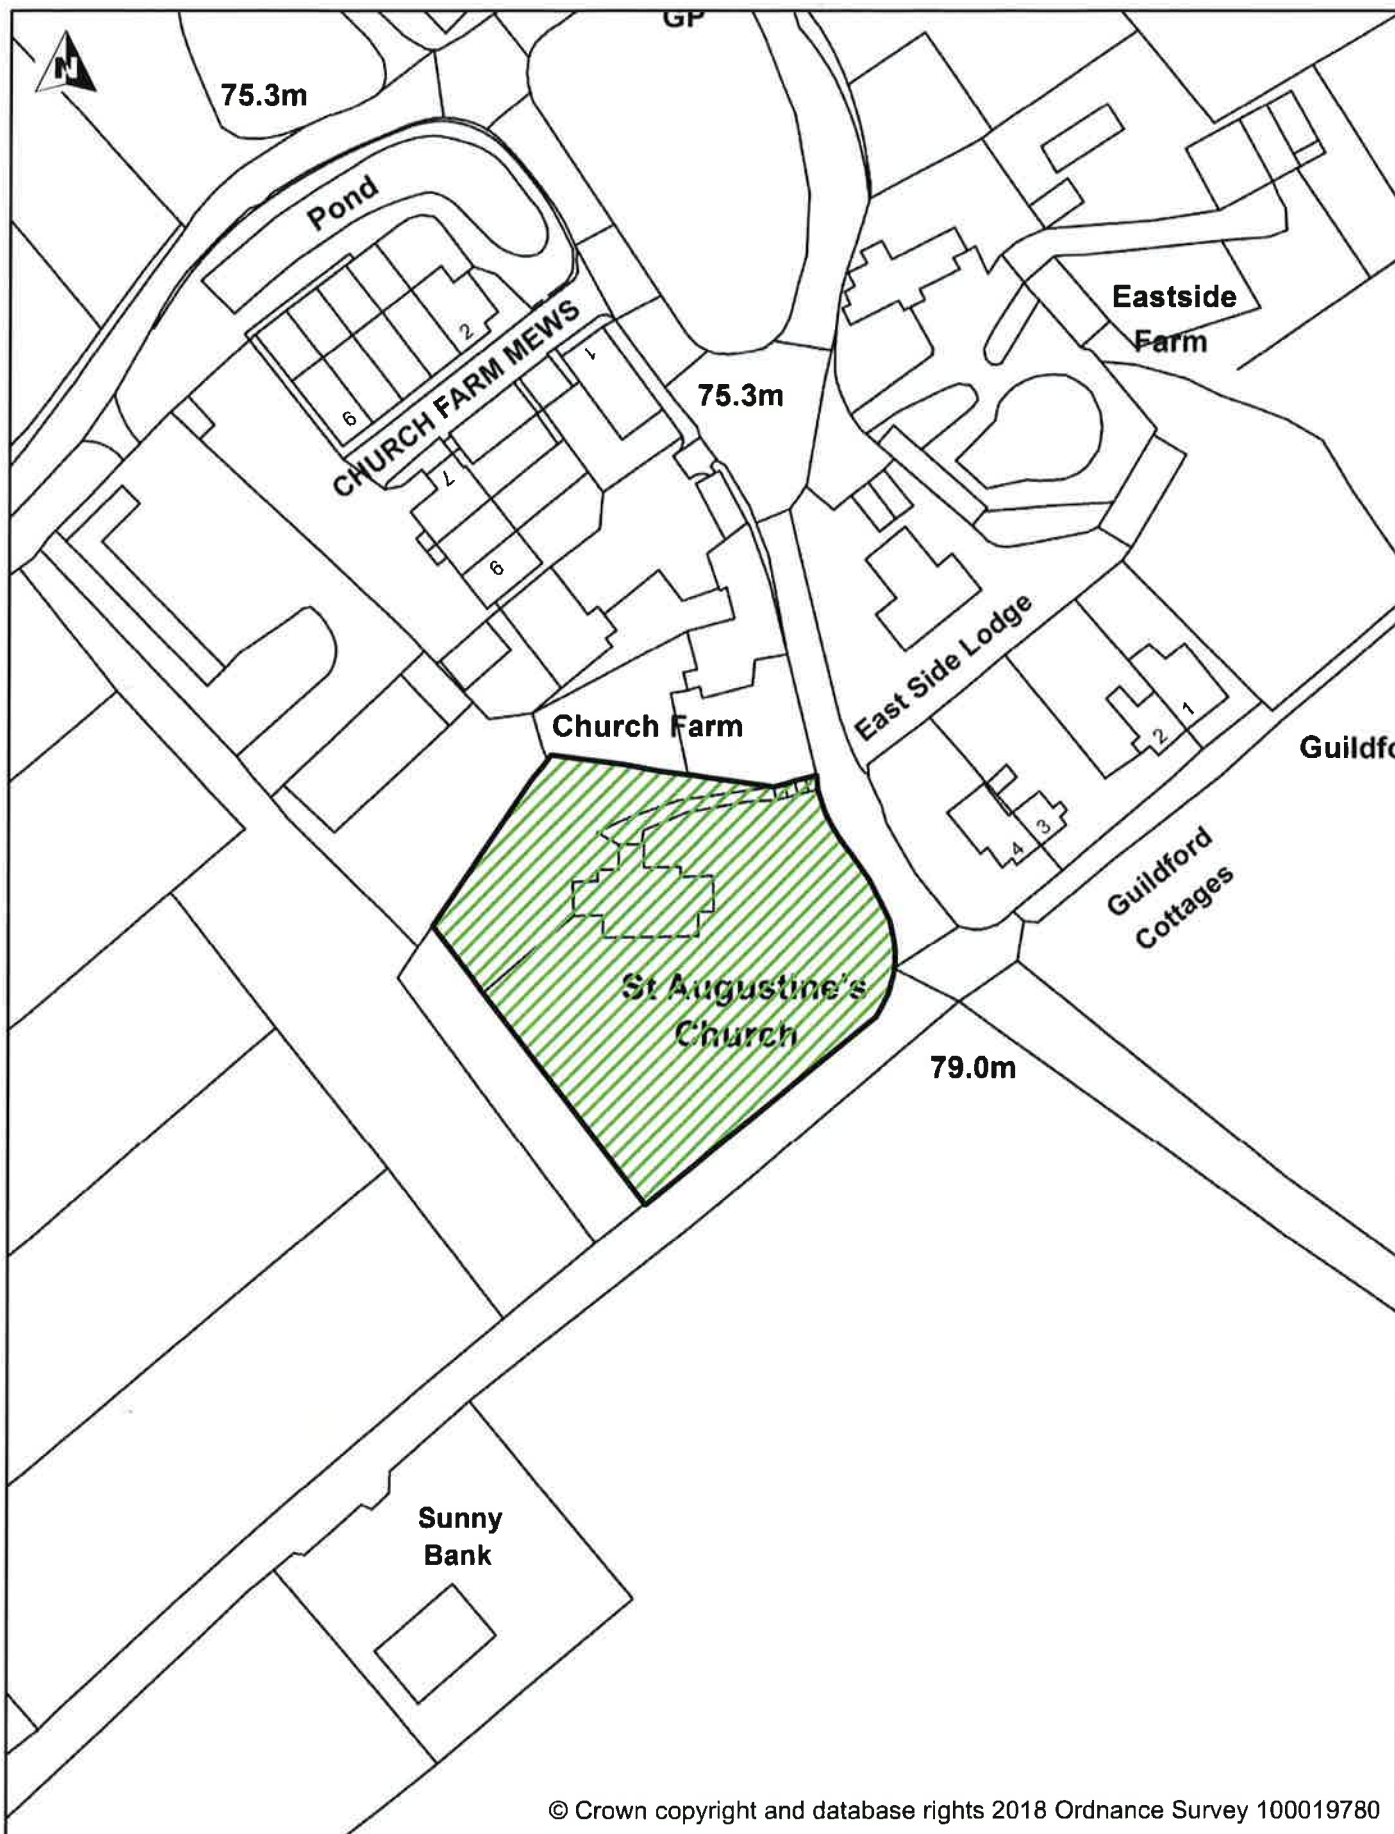 GP
N
75.3m
Pond
Eastside
Farm
2
CHURCH FARM MEWS
1
75.3m
6
7
9
East Side Lodge
Church Farm
1
2
Guildfo
3
4
Guildford
Cottages
St Augustine's
Church
79.0m
Sunny
Bank
© Crown copyright and database rights 2018 Ordnance Survey 100019780